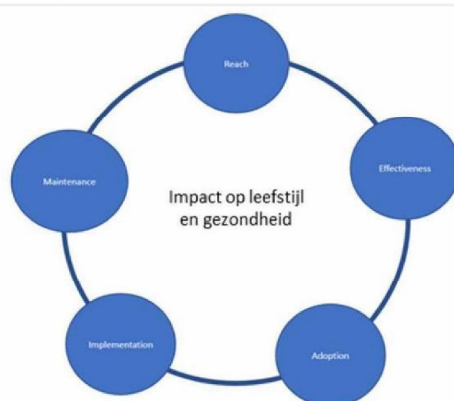 Reach
Effectiveness
Maintenance
Impact op leefstijl
en gezondheid
Implementation
Adoption